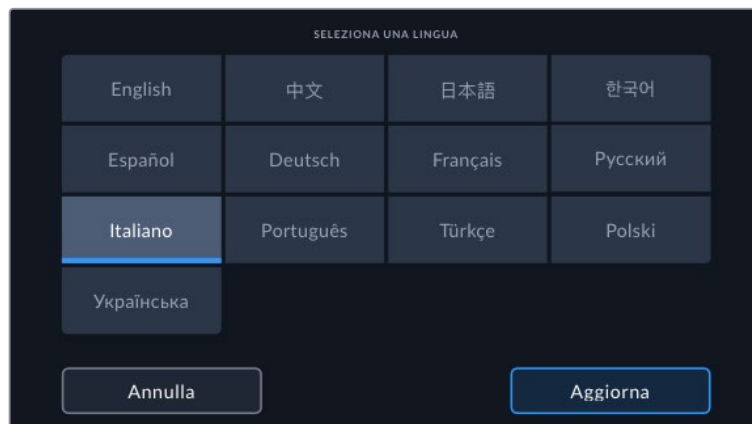 SELEZIONA UNA LINGUA
English 中文 日本語 한국어
Español Deutsch Français Русский
Italiano Português Türkçe Polski
Українська
Annulla Aggiorna